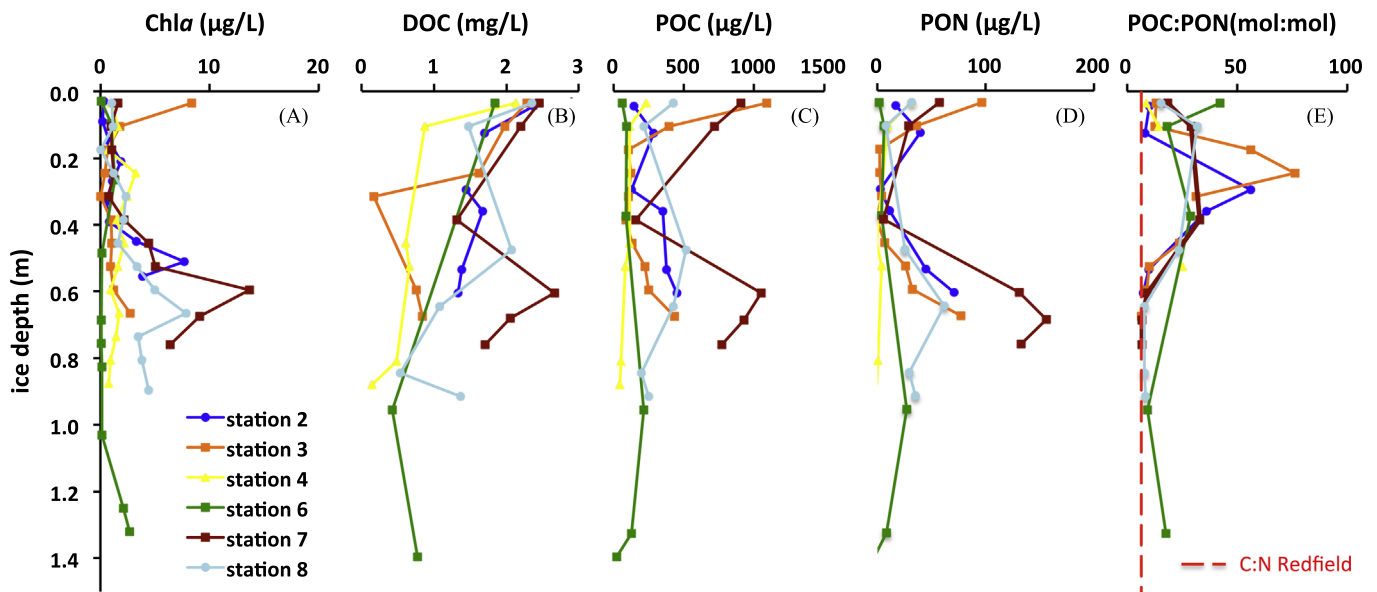 Chla (µg/L) DOC (mg/L) POC (µg/L) PON (µg/L) POC:PON(mol:mol)
0 10 20 0 1 2 3 0 500 1000 1500 0 100 200 0 50 100
0.0
(A) (B) (C) (D) (E)
0.2
0.4
0.6
0.8
1.0
1.2
1.4
ice depth (m)
station 2
station 3
station 4
station 6
station 7
station 8
C:N Redfield